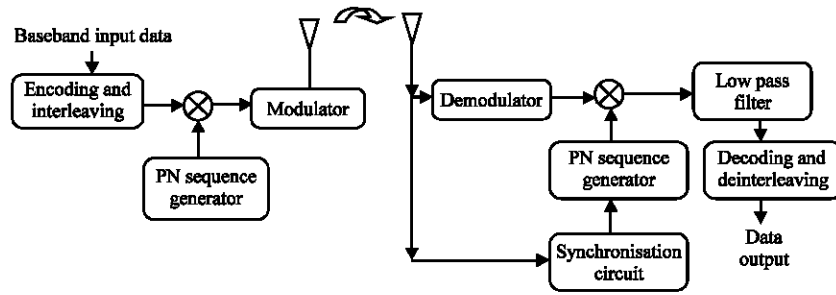 Baseband input data
Encoding and
interleaving
Modulator
PN sequence
generator
Demodulator
Low pass
filter
PN sequence
generator
Decoding and
deinterleaving
Synchronisation
circuit
Data
output